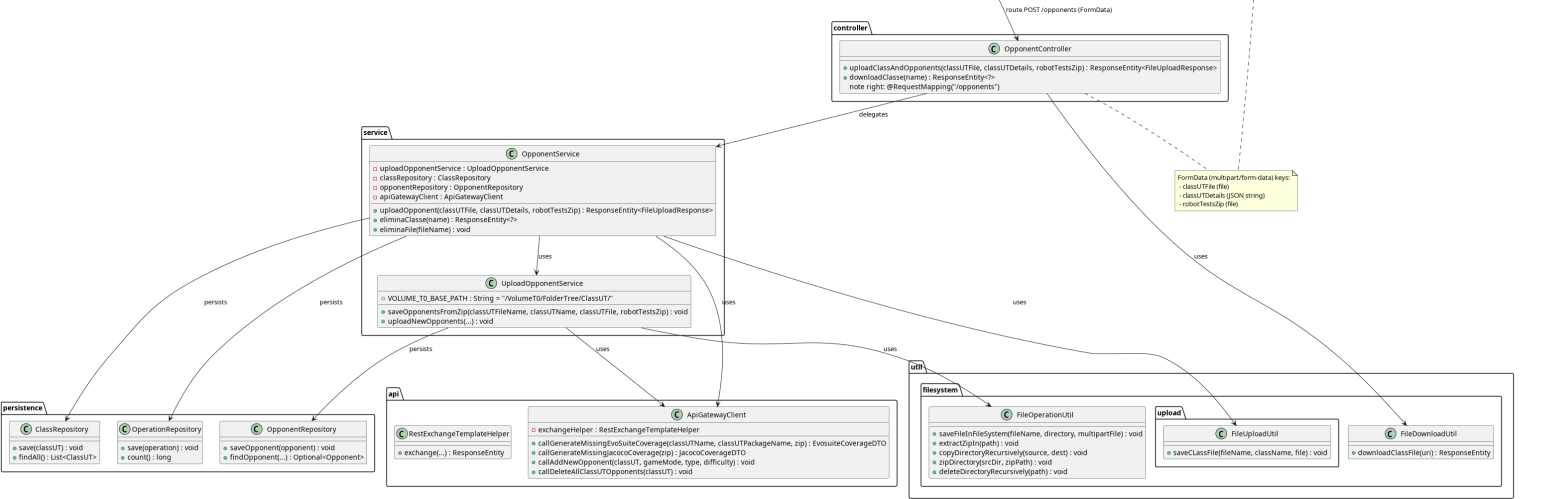 route POST /opponents (FormData)
controller
C OpponentController
uploadClassAndOpponents(classUTFile, classUTDetails, robotTestsZip) : ResponseEntity<FileUploadResponse>
downloadClasse(name) : ResponseEntity<?>
note right: @RequestMapping("/opponents")
delegates
service
C OpponentService
uploadOpponentService : UploadOpponentService
classRepository : ClassRepository
opponentRepository : OpponentRepository
apiGatewayClient : ApiGatewayClient
uploadOpponent(classUTFile, classUTDetails, robotTestsZip) : ResponseEntity<FileUploadResponse>
eliminaClasse(name) : ResponseEntity<?>
eliminaFile(fileName) : void
FormData (multipart/form-data) keys:
- classUTFile (file)
- classUTDetails (JSON string)
- robotTestsZip (file)
uses
uses
C UploadOpponentService
VOLUME_T0_BASE_PATH : String = "/VolumeT0/FolderTree/ClassUT/"
saveOpponentsFromZip(classUTFileName, classUTName, classUTFile, robotTestsZip) : void
uploadNewOpponents(...) : void
persists
persists
uses
uses
persists
uses
uses
persistence
C ClassRepository
save(classUT) : void
findAll() : List<ClassUT>
C OperationRepository
save(operation) : void
count() : long
C OpponentRepository
saveOpponent(opponent) : void
findOpponent(...) : Optional<Opponent>
api
C RestExchangeTemplateHelper
exchange(...) : ResponseEntity
C ApiGatewayClient
exchangeHelper : RestExchangeTemplateHelper
callGenerateMissingEvoSuiteCoverage(classUTName, classUTPackageName, zip) : EvosuiteCoverageDTO
callGenerateMissingJacocoCoverage(zip) : JacocoCoverageDTO
callAddNewOpponent(classUT, gameMode, type, difficulty) : void
callDeleteAllClassUTOpponents(classUT) : void
util
filesystem
C FileOperationUtil
saveFileInFileSystem(fileName, directory, multipartFile) : void
extractZipIn(path) : void
copyDirectoryRecursively(source, dest) : void
zipDirectory(srcDir, zipPath) : void
deleteDirectoryRecursively(path) : void
upload
C FileUploadUtil
saveCLassFile(fileName, className, file) : void
C FileDownloadUtil
downloadClassFile(uri) : ResponseEntity